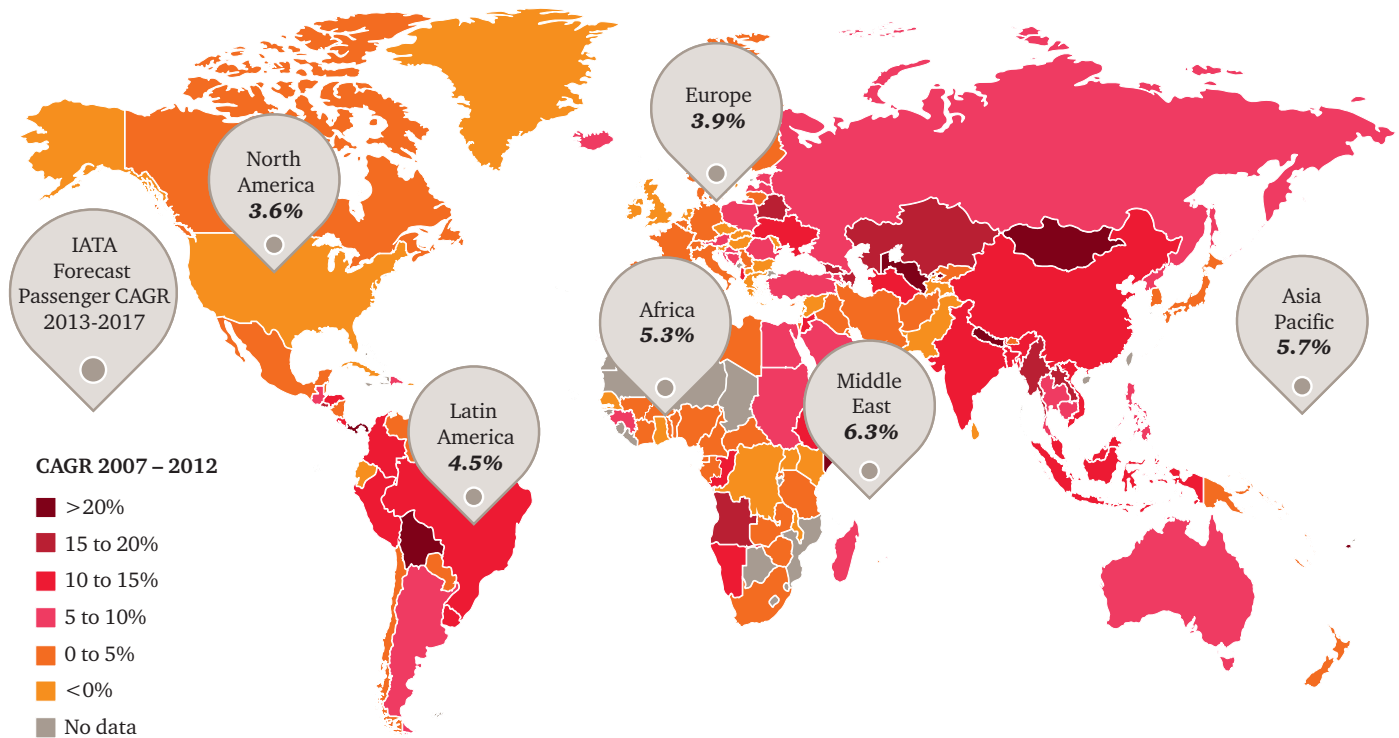 Europe
3.9%
North
America
3.6%
IATA
Forecast
Passenger CAGR
2013-2017
Africa
5.3%
Asia
Pacific
5.7%
Middle
East
6.3%
Latin
America
4.5%
CAGR 2007 – 2012
>20%
15 to 20%
10 to 15%
5 to 10%
0 to 5%
<0%
No data